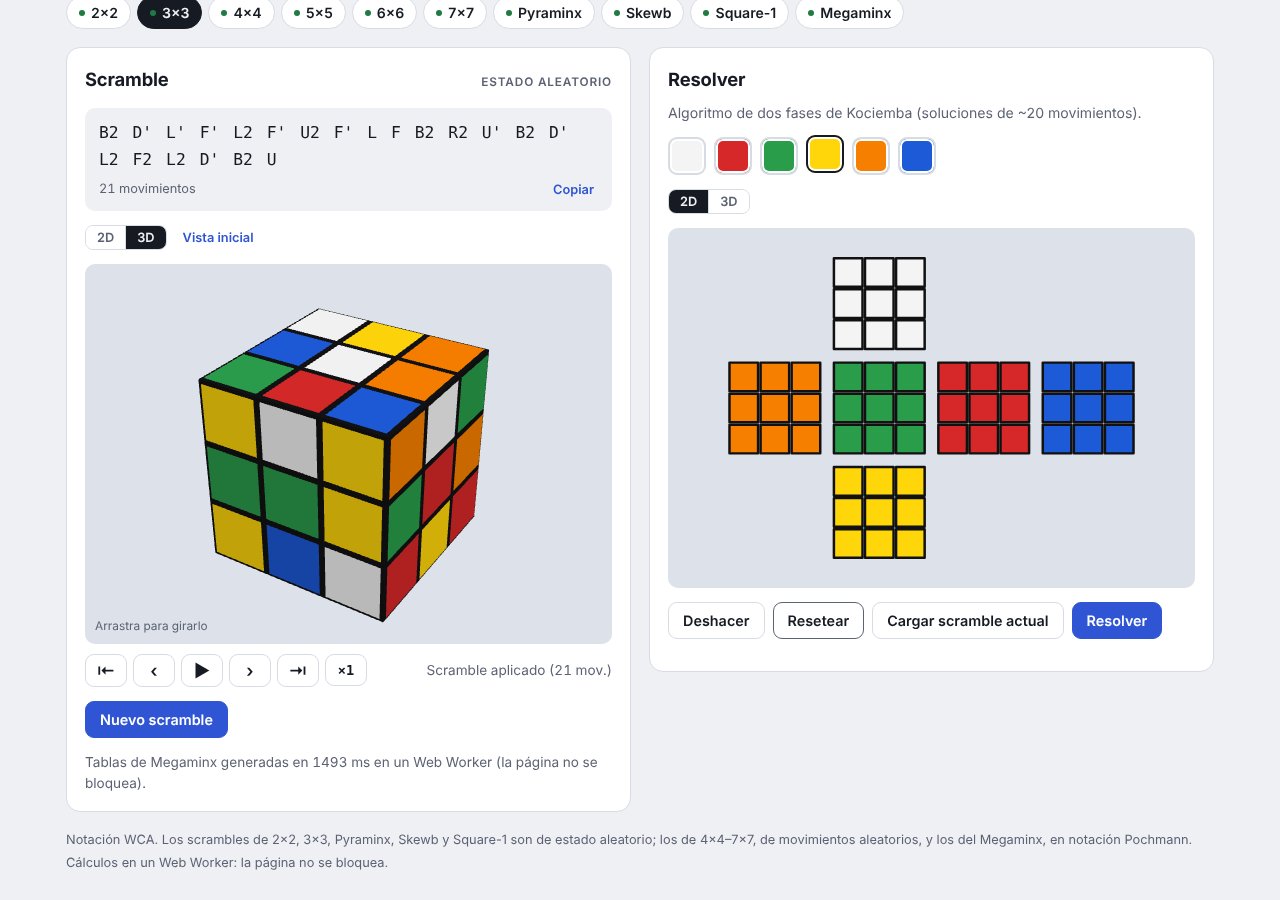 2×2 3×3 4×4 5×5 6×6 7×7 Pyraminx Skewb Square-1 Megaminx
Scramble
ESTADO ALEATORIO
B2 D' L' F' L2 F' U2 F' L F B2 R2 U' B2 D'
L2 F2 L2 D' B2 U
21 movimientos
Copiar
2D 3D Vista inicial
Arrastra para girarlo
×1
Scramble aplicado (21 mov.)
Nuevo scramble
Tablas de Megaminx generadas en 1493 ms en un Web Worker (la página no se
bloquea).
Resolver
Algoritmo de dos fases de Kociemba (soluciones de ~20 movimientos).
2D 3D
Deshacer Resetear Cargar scramble actual Resolver
Notación WCA. Los scrambles de 2×2, 3×3, Pyraminx, Skewb y Square-1 son de estado aleatorio; los de 4×4–7×7, de movimientos aleatorios, y los del Megaminx, en notación Pochmann.
Cálculos en un Web Worker: la página no se bloquea.